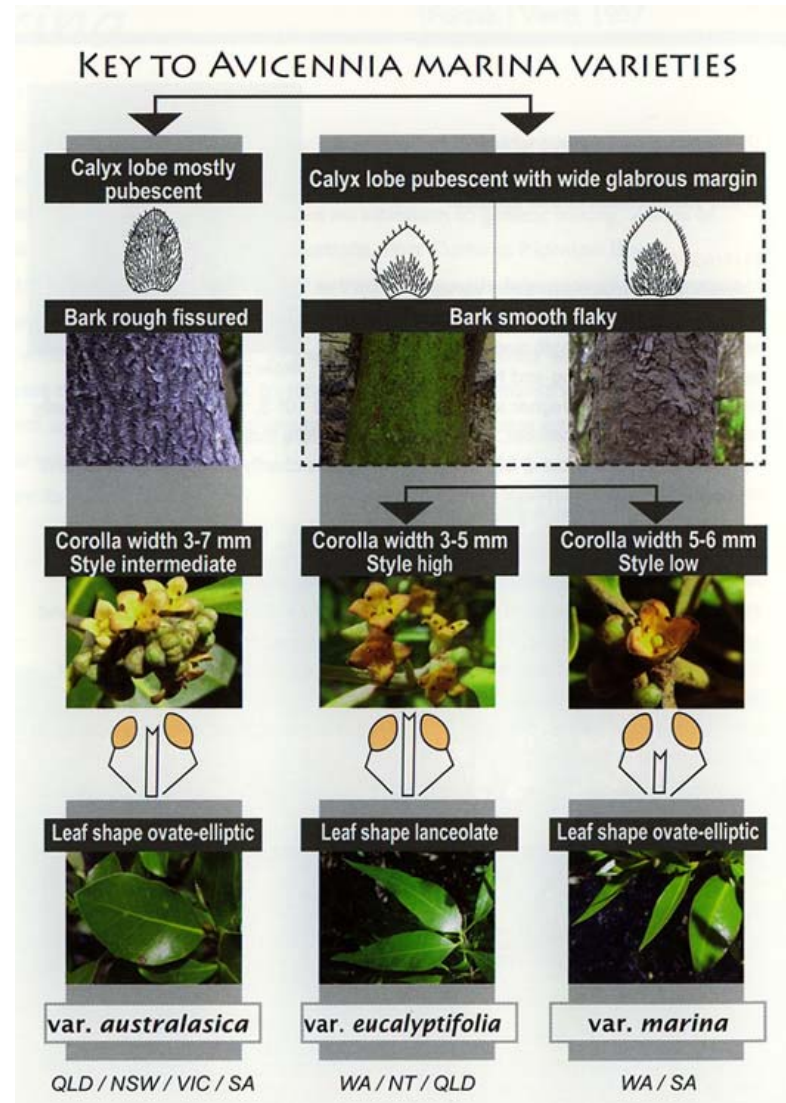 KEY TO AVICENNIA MARINA VARIETIES
Calyx lobe mostly
pubescent
Calyx lobe pubescent with wide glabrous margin
Bark rough fissured
Bark smooth flaky
Corolla width 3-7 mm
Style intermediate
Corolla width 3-5 mm
Style high
Corolla width 5-6 mm
Style low
Leaf shape ovate-elliptic
Leaf shape lanceolate
Leaf shape ovate-elliptic
var. australasica
var. eucalyptifolia
var. marina
QLD / NSW / VIC / SA
WA / NT / QLD
WA / SA